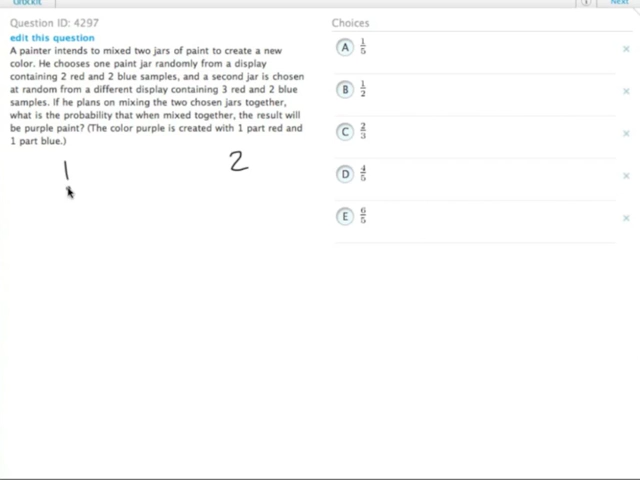 Grockit
Next
Question ID: 4297
edit this question
A painter intends to mixed two jars of paint to create a new
color. He chooses one paint jar randomly from a display
containing 2 red and 2 blue samples, and a second jar is chosen
at random from a different display containing 3 red and 2 blue
samples. If he plans on mixing the two chosen jars together,
what is the probability that when mixed together, the result will
be purple paint? (The color purple is created with 1 part red and
1 part blue.)
1 2
Choices
A 1/5
B 1/2
C 2/3
D 4/5
E 6/5